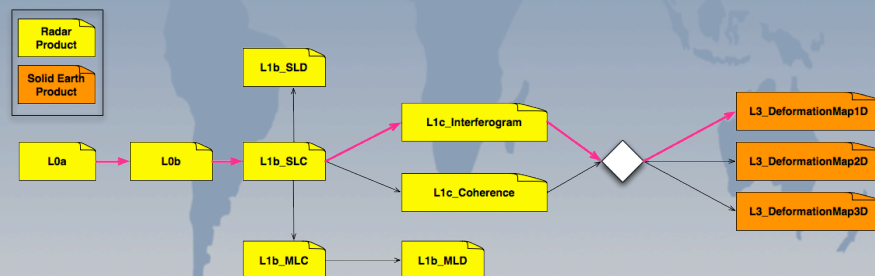 Radar
Product
Solid Earth
Product
L1b_SLD
L1c_Interferogram
L3_DeformationMap1D
L0a
L0b
L1b_SLC
L3_DeformationMap2D
L1c_Coherence
L3_DeformationMap3D
L1b_MLC
L1b_MLD